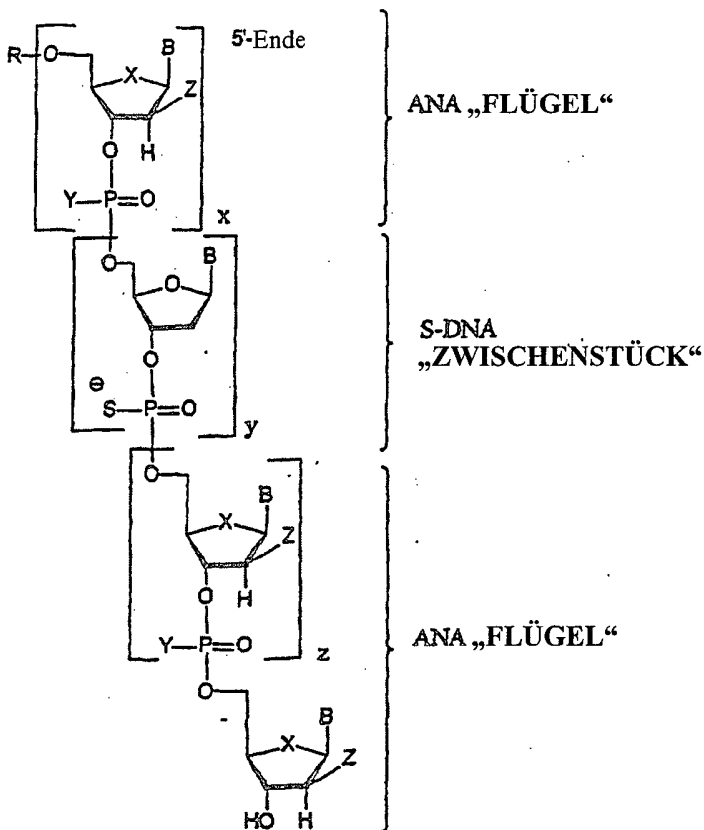 R–O B 5'-Ende
X Z
ANA „FLÜGEL“
O H
Y–P=O
x
O B
O
S-DNA
„ZWISCHENSTÜCK“
O
⊖
S–P=O
y
O
B
X Z
O H
Y–P=O
ANA „FLÜGEL“
z
O
B
X Z
HO H